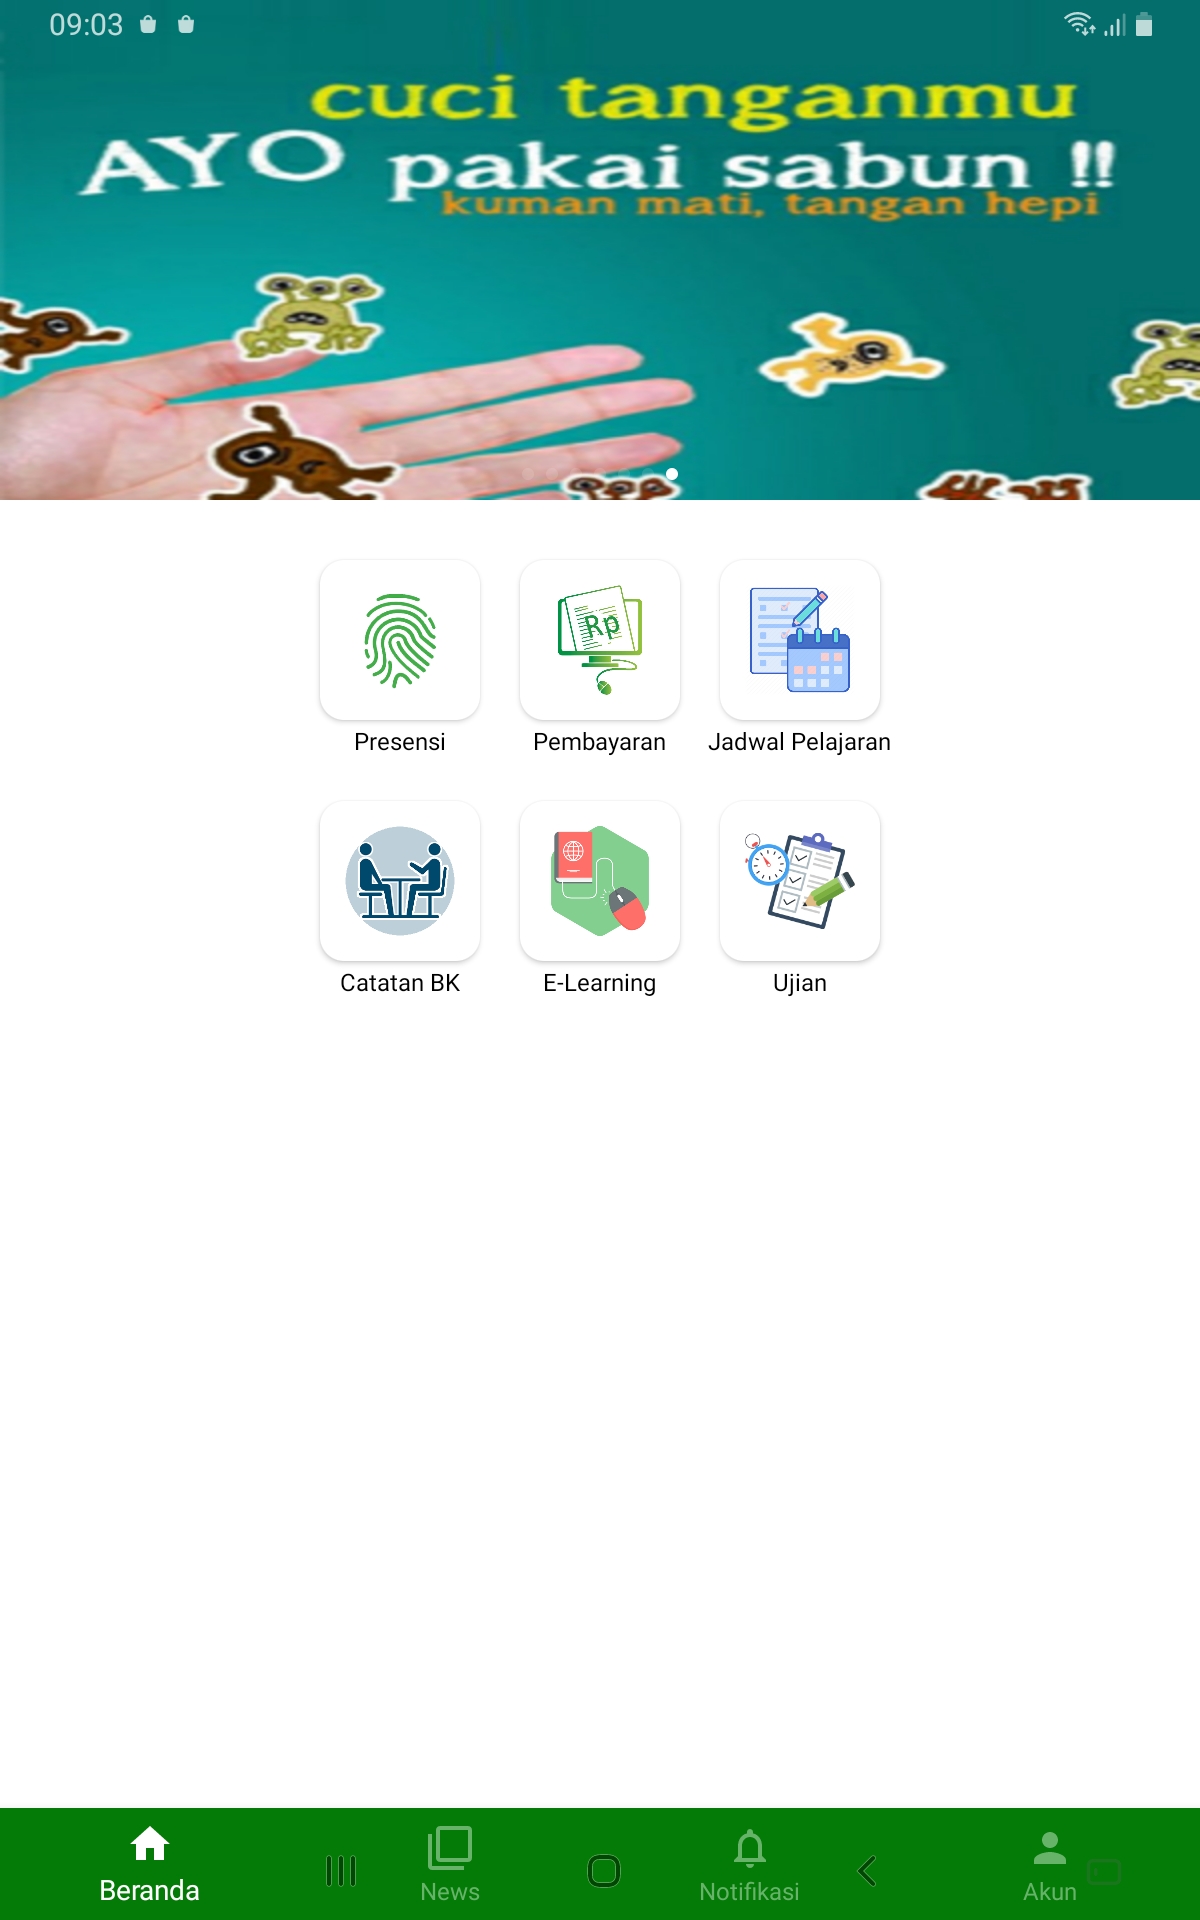 09:03
cuci tanganmu
AYO pakai sabun !!
kuman mati, tangan hepi
Rp
Presensi
Pembayaran
Jadwal Pelajaran
Catatan BK
E-Learning
Ujian
Beranda
News
Notifikasi
Akun